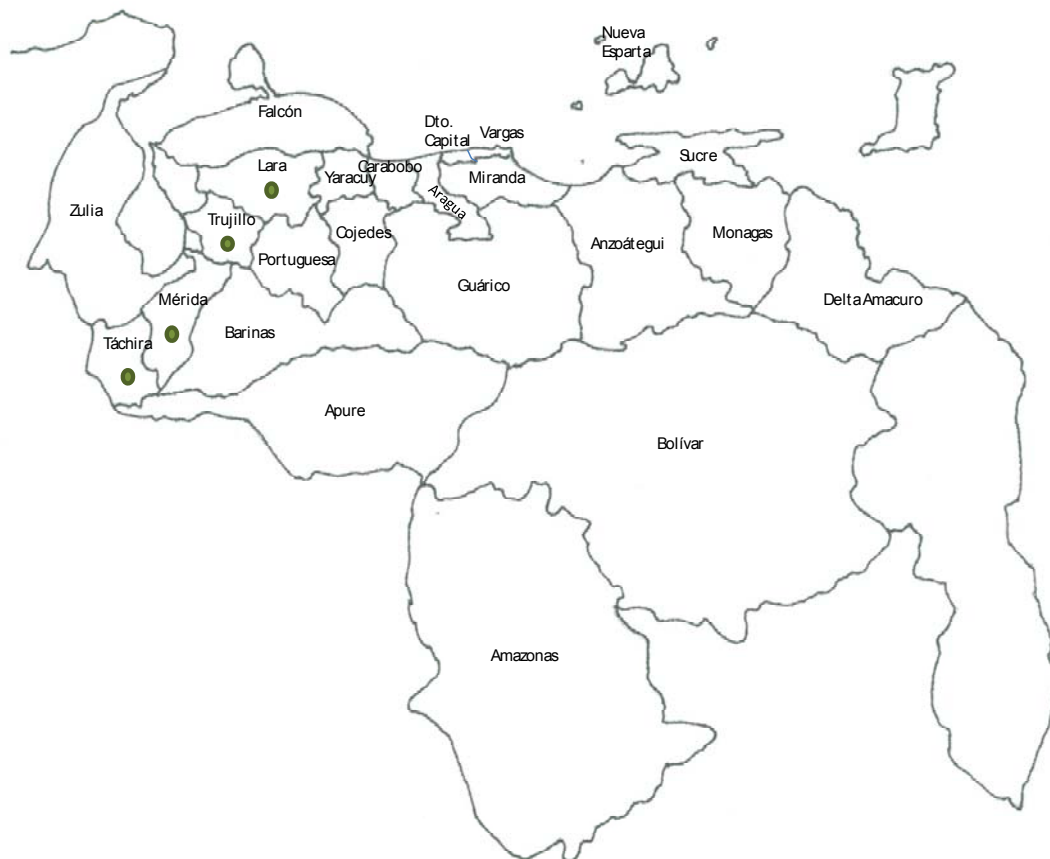 Nueva
Esparta
Falcón
Dto.
Capital
Vargas
Lara
Yaracuy
Carabobo
Miranda
Sucre
Zulia
Trujillo
Aragua
Cojedes
Portuguesa
Guárico
Anzoátegui
Monagas
Mérida
Delta Amacuro
Táchira
Barinas
Apure
Bolívar
Amazonas